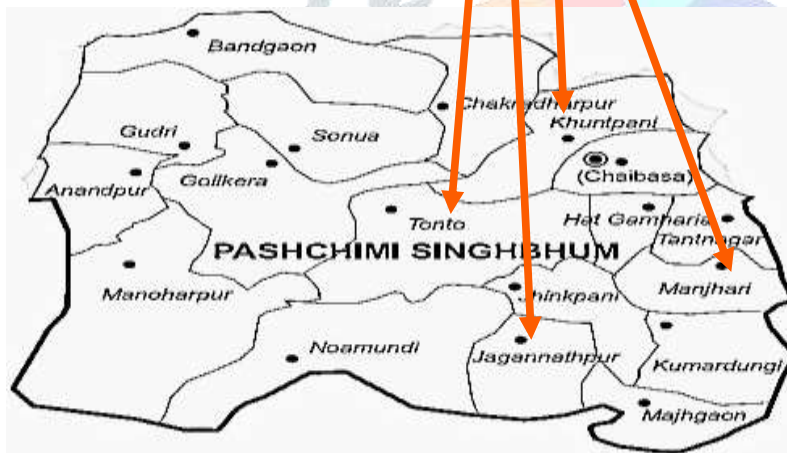 Bandgaon
Chakradharpur
Khuntpani
Gudri
Sonua
Goilkera
(Chaibasa)
Anandpur
Tonto
Hat Gamharia
Tantnagar
PASHCHIMI SINGHBHUM
Manoharpur
Jhinkpani
Manjhari
Noamundi
Jagannathpur
Kumardungi
Majhgaon